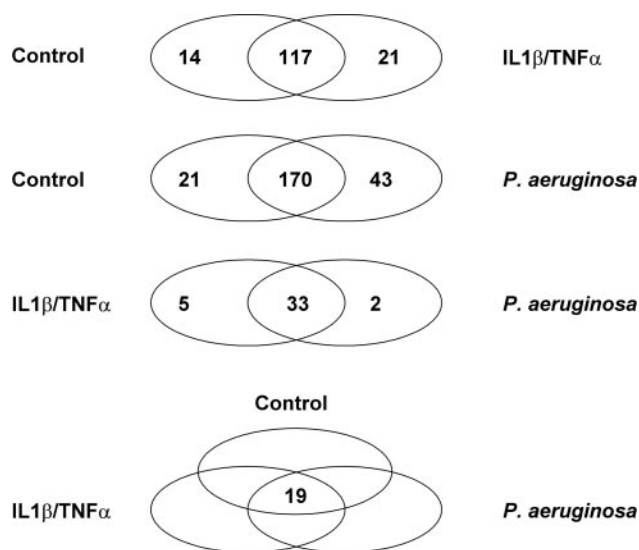 Control 14 117 21 IL1β/TNFα
Control 21 170 43 P. aeruginosa
IL1β/TNFα 5 33 2 P. aeruginosa
Control
19
IL1β/TNFα P. aeruginosa